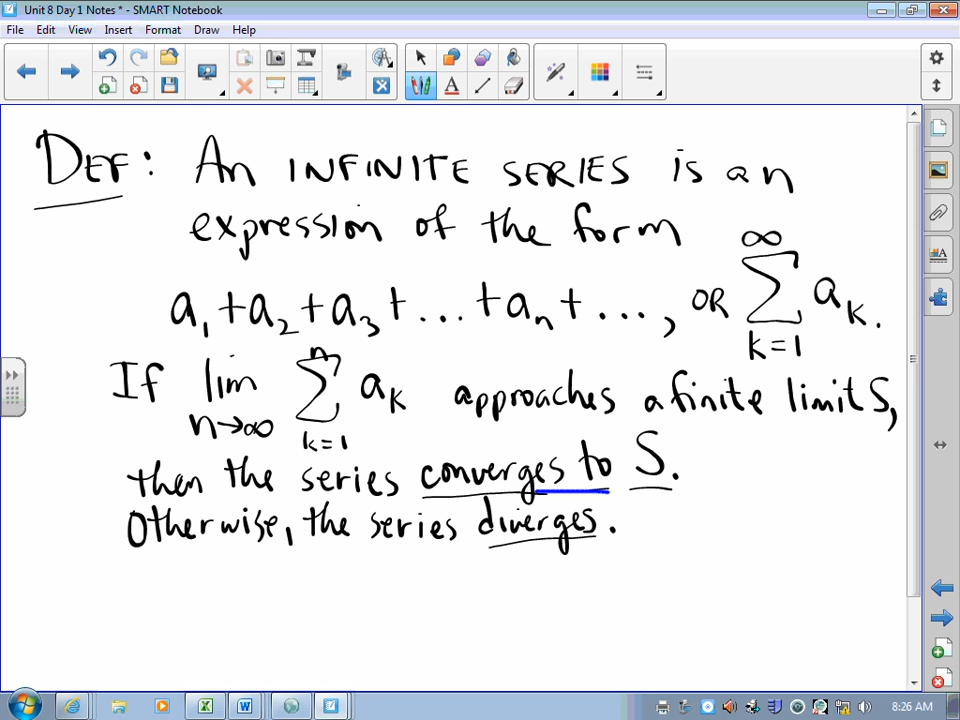 Unit 8 Day 1 Notes * - SMART Notebook
File Edit View Insert Format Draw Help
DEF: An INFINITE SERIES is an
expression of the form
a₁+a₂+a₃+...+aₙ+..., OR ∑_{k=1}^{∞} aₖ.
If lim_{n→∞} ∑_{k=1}^{n} aₖ approaches a finite limit S,
then the series converges to S.
Otherwise, the series diverges.
8:26 AM